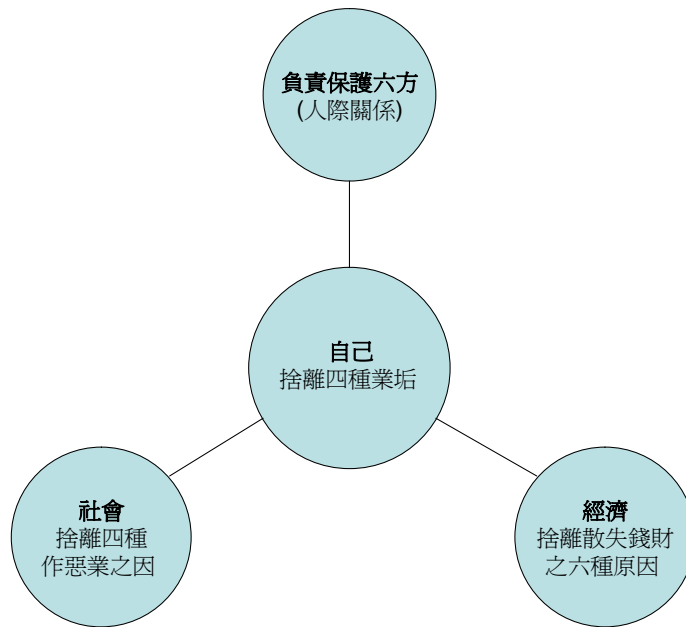 負責保護六方
(人際關係)
自己
捨離四種業垢
社會
捨離四種
作惡業之因
經濟
捨離散失錢財
之六種原因